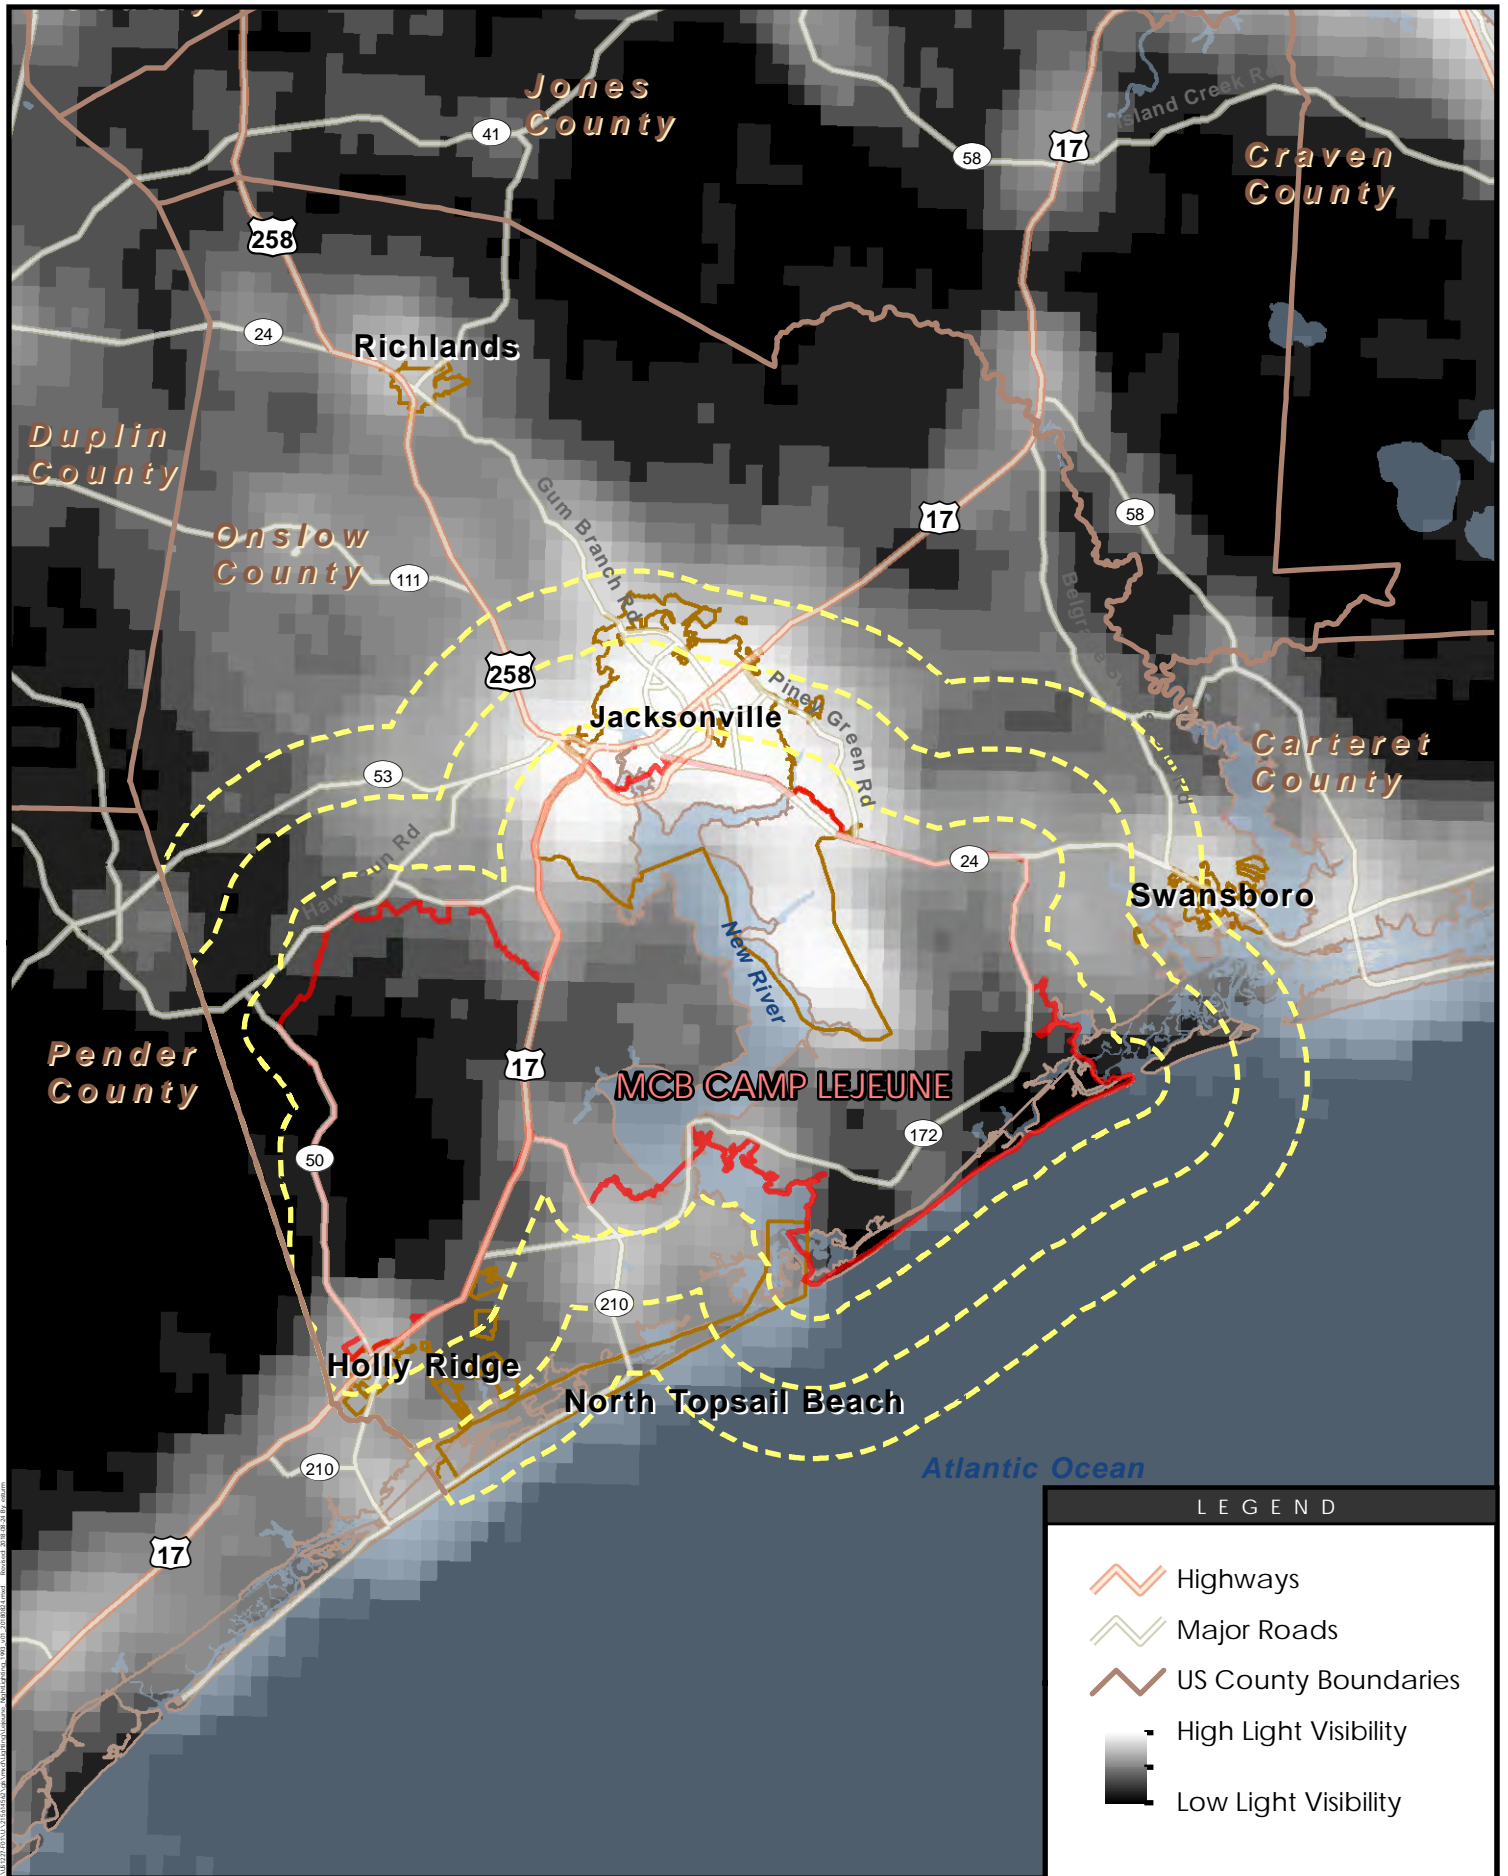 Jones
County
41
58
17
Island Creek R
Craven
County
258
24
Richlands
Duplin
County
Gum Branch Rd
17
58
Onslow
County
111
258
Jacksonville
Piney Green Rd
Carteret
County
53
24
Swansboro
New River
Pender
County
17
MCB CAMP LEJEUNE
50
172
210
Holly Ridge
North Topsail Beach
210
Atlantic Ocean
17
LEGEND
Highways
Major Roads
US County Boundaries
High Light Visibility
Low Light Visibility